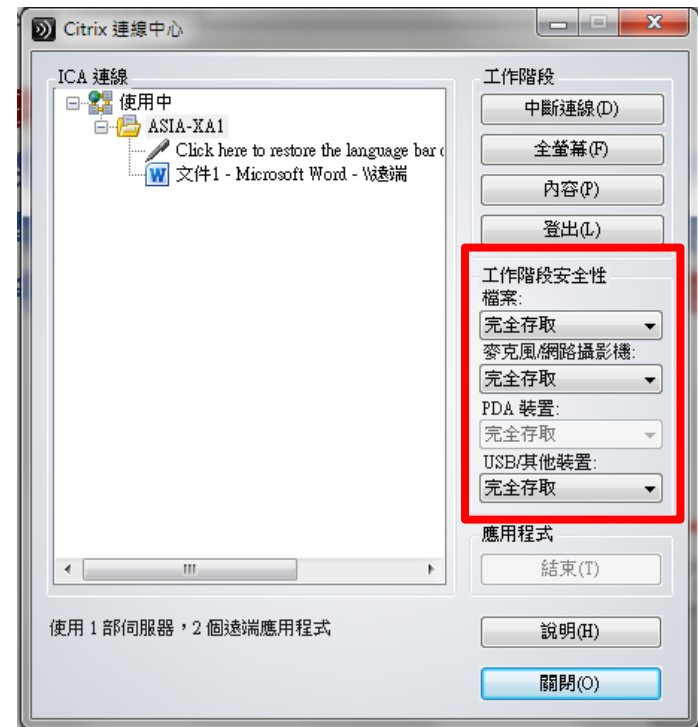 Citrix 連線中心
ICA 連線
使用中
ASIA-XA1
Click here to restore the language bar
文件1 - Microsoft Word - \\遠端
使用 1 部伺服器，2 個遠端應用程式
工作階段
中斷連線(D)
全螢幕(F)
內容(P)
登出(L)
工作階段安全性
檔案:
完全存取
麥克風/網路攝影機:
完全存取
PDA 裝置:
完全存取
USB/其他裝置:
完全存取
應用程式
結束(T)
說明(H)
關閉(O)